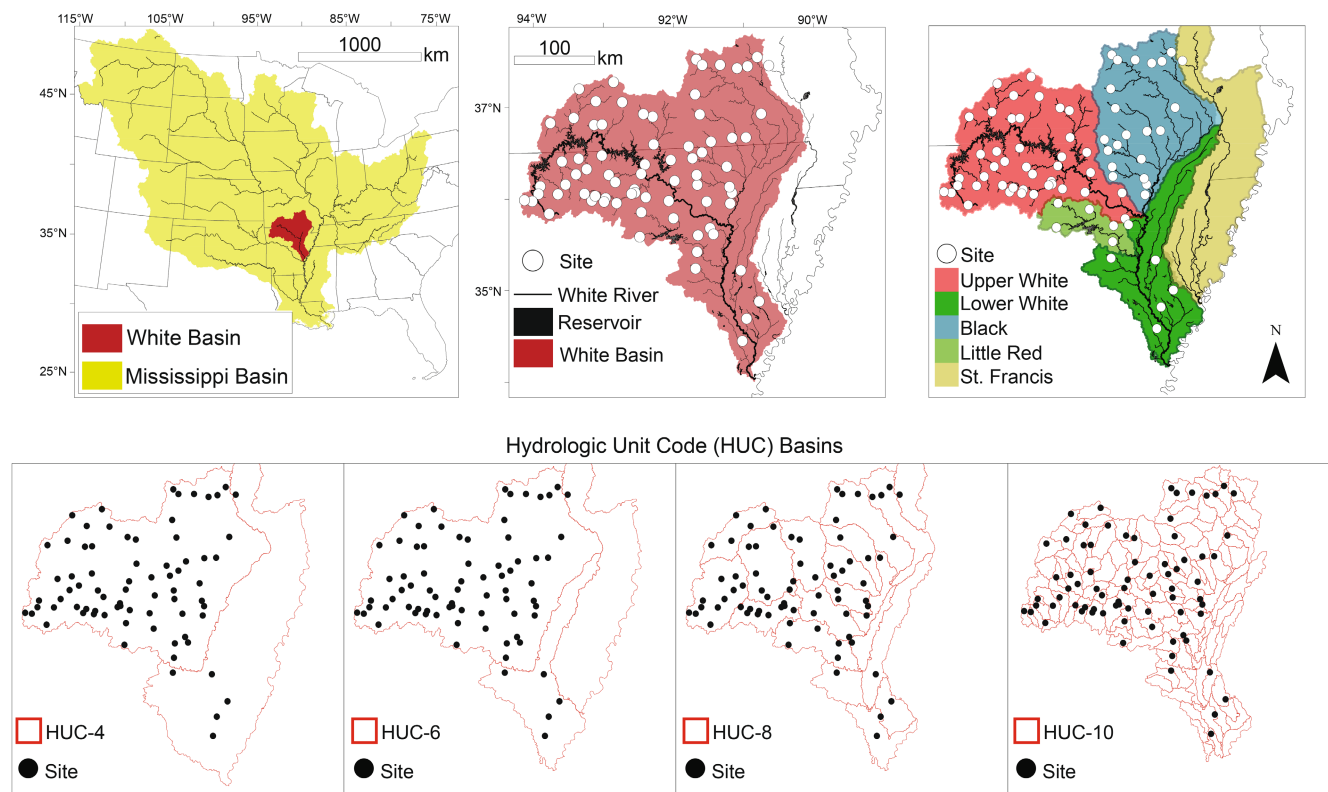 115°W 105°W 95°W 85°W 75°W
1000
km
45°N
35°N
25°N
White Basin
Mississippi Basin
94°W 92°W 90°W
100
km
37°N
35°N
Site
White River
Reservoir
White Basin
Site
Upper White
Lower White
Black
Little Red
St. Francis
N
Hydrologic Unit Code (HUC) Basins
HUC-4
Site
HUC-6
Site
HUC-8
Site
HUC-10
Site